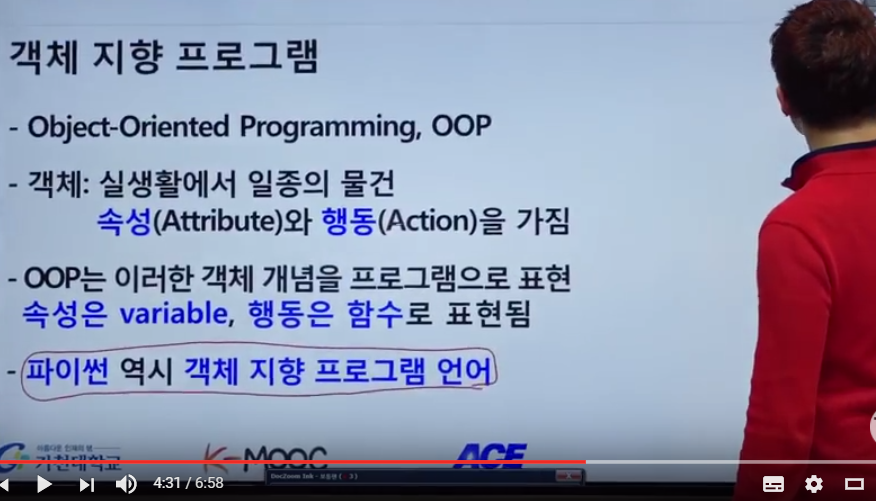 객체 지향 프로그램
- Object-Oriented Programming, OOP
- 객체: 실생활에서 일종의 물건
속성(Attribute)와 행동(Action)을 가짐
- OOP는 이러한 객체 개념을 프로그램으로 표현
속성은 variable, 행동은 함수로 표현됨
- 파이썬 역시 객체 지향 프로그램 언어
가천대학교 K-MOOC ACE
4:31 / 6:58